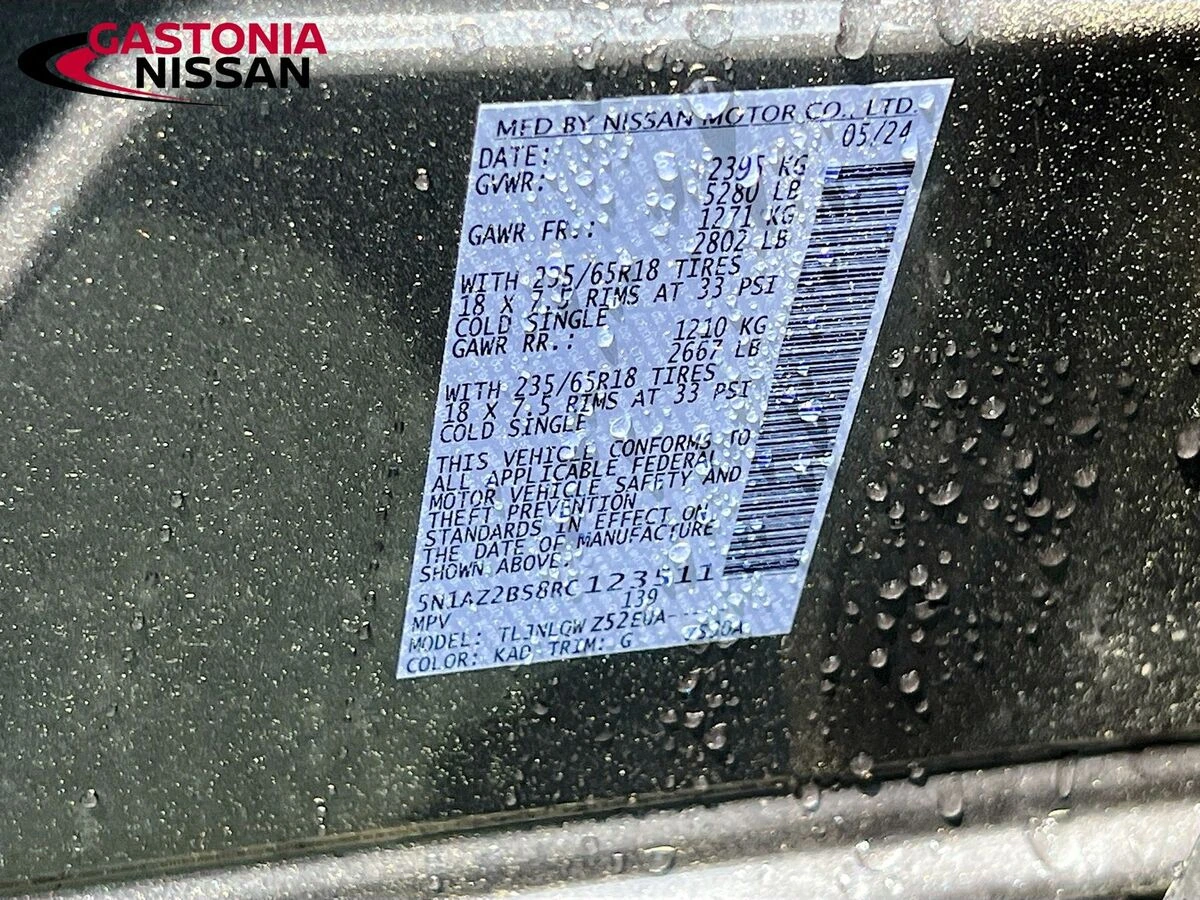 GASTONIA
NISSAN
MFD BY NISSAN MOTOR CO., LTD.
DATE: 05/24
GVWR: 2395 KG
5280 LB
GAWR FR.: 1271 KG
2802 LB
WITH 235/65R18 TIRES
18 X 7.5 RIMS AT 33 PSI
COLD SINGLE
GAWR RR.: 1210 KG
2667 LB
WITH 235/65R18 TIRES
18 X 7.5 RIMS AT 33 PSI
COLD SINGLE
THIS VEHICLE CONFORMS TO
ALL APPLICABLE FEDERAL
MOTOR VEHICLE SAFETY AND
THEFT PREVENTION
STANDARDS IN EFFECT ON
THE DATE OF MANUFACTURE
SHOWN ABOVE.
5N1AZ2BS8RC123511
MPV 139
MODEL:
COLOR: KAD TRIM: G